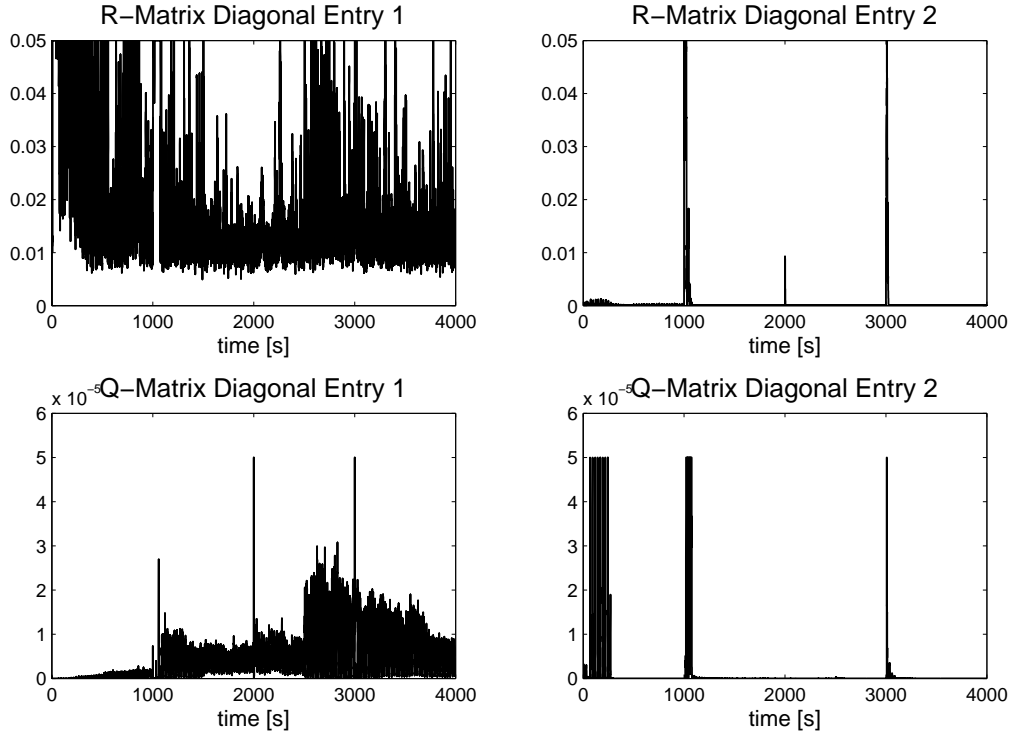 R−Matrix Diagonal Entry 1
0.05
0.04
0.03
0.02
0.01
0
0 1000 2000 3000 4000
time [s]
R−Matrix Diagonal Entry 2
0.05
0.04
0.03
0.02
0.01
0
0 1000 2000 3000 4000
time [s]
x 10⁻⁵
Q−Matrix Diagonal Entry 1
6
5
4
3
2
1
0
0 1000 2000 3000 4000
time [s]
x 10⁻⁵
Q−Matrix Diagonal Entry 2
6
5
4
3
2
1
0
0 1000 2000 3000 4000
time [s]